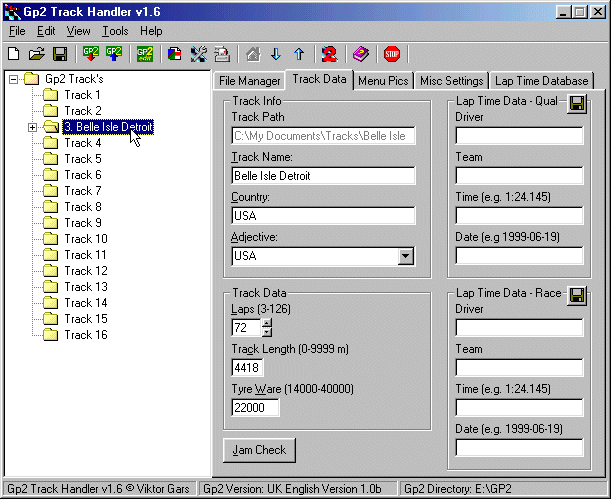 Gp2 Track Handler v1.6
File Edit View Tools Help
GP2 GP2 GP2 edit STOP
Gp2 Track's
Track 1
Track 2
3. Belle Isle Detroit
Track 4
Track 5
Track 6
Track 7
Track 8
Track 9
Track 10
Track 11
Track 12
Track 13
Track 14
Track 15
Track 16
File Manager Track Data Menu Pics Misc Settings Lap Time Database
Track Info
Track Path
C:\My Documents\Tracks\Belle Isle
Track Name:
Belle Isle Detroit
Country:
USA
Adjective:
USA
Track Data
Laps (3-126)
72
Track Length (0-9999 m)
4418
Tyre Ware (14000-40000)
22000
Jam Check
Lap Time Data - Qual
Driver
Team
Time (e.g. 1:24.145)
Date (e.g 1999-06-19)
Lap Time Data - Race
Driver
Team
Time (e.g. 1:24.145)
Date (e.g. 1999-06-19)
Gp2 Track Handler v1.6 © Viktor Gars Gp2 Version: UK English Version 1.0b Gp2 Directory: E:\GP2